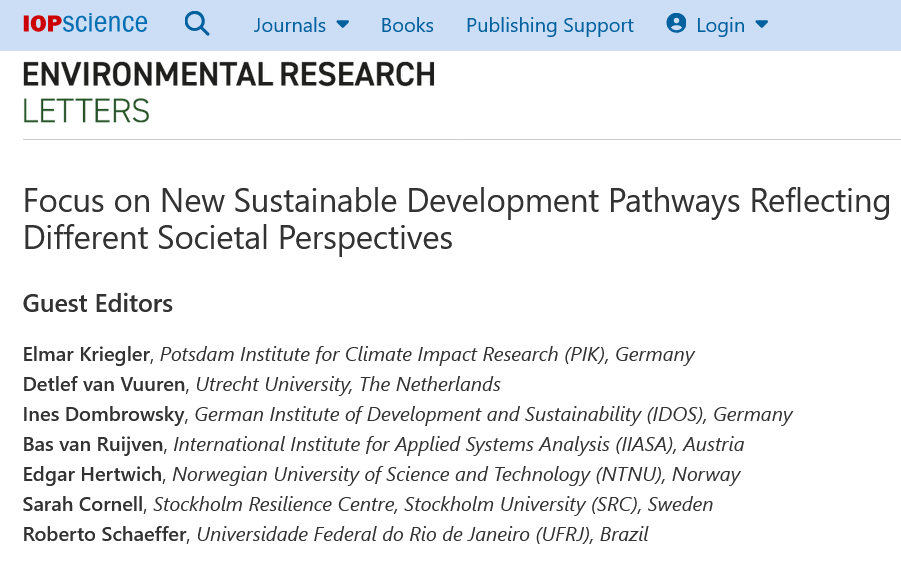 IOPscience Journals Books Publishing Support Login
ENVIRONMENTAL RESEARCH
LETTERS
Focus on New Sustainable Development Pathways Reflecting
Different Societal Perspectives
Guest Editors
Elmar Kriegler, Potsdam Institute for Climate Impact Research (PIK), Germany
Detlef van Vuuren, Utrecht University, The Netherlands
Ines Dombrowsky, German Institute of Development and Sustainability (IDOS), Germany
Bas van Ruijven, International Institute for Applied Systems Analysis (IIASA), Austria
Edgar Hertwich, Norwegian University of Science and Technology (NTNU), Norway
Sarah Cornell, Stockholm Resilience Centre, Stockholm University (SRC), Sweden
Roberto Schaeffer, Universidade Federal do Rio de Janeiro (UFRJ), Brazil